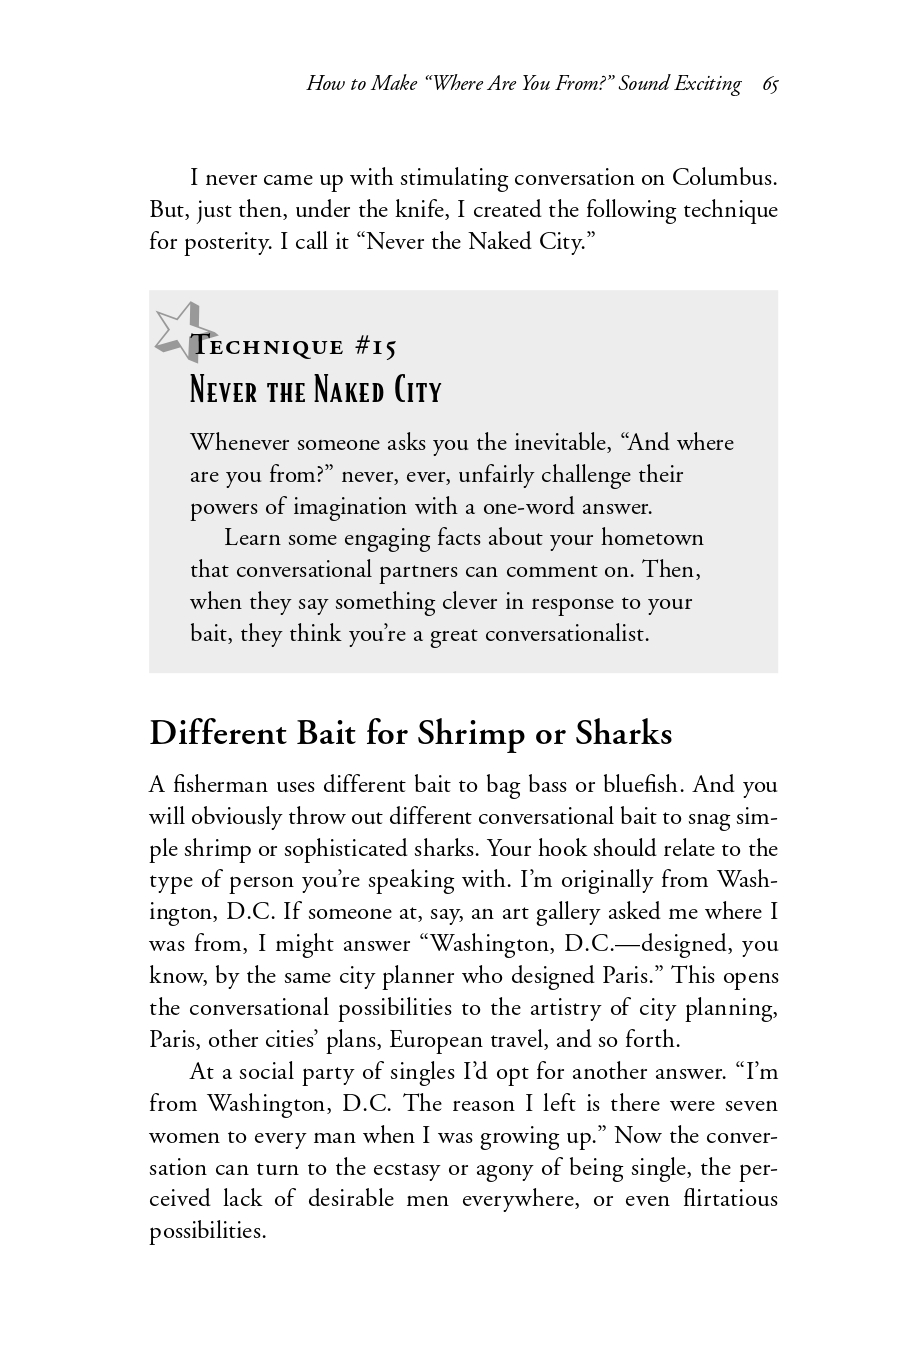 How to Make “Where Are You From?” Sound Exciting 65
I never came up with stimulating conversation on Columbus.
But, just then, under the knife, I created the following technique
for posterity. I call it “Never the Naked City.”
Technique #15
Never the Naked City
Whenever someone asks you the inevitable, “And where
are you from?” never, ever, unfairly challenge their
powers of imagination with a one-word answer.
Learn some engaging facts about your hometown
that conversational partners can comment on. Then,
when they say something clever in response to your
bait, they think you’re a great conversationalist.
Different Bait for Shrimp or Sharks
A fisherman uses different bait to bag bass or bluefish. And you
will obviously throw out different conversational bait to snag sim-
ple shrimp or sophisticated sharks. Your hook should relate to the
type of person you’re speaking with. I’m originally from Wash-
ington, D.C. If someone at, say, an art gallery asked me where I
was from, I might answer “Washington, D.C.—designed, you
know, by the same city planner who designed Paris.” This opens
the conversational possibilities to the artistry of city planning,
Paris, other cities’ plans, European travel, and so forth.
At a social party of singles I’d opt for another answer. “I’m
from Washington, D.C. The reason I left is there were seven
women to every man when I was growing up.” Now the conver-
sation can turn to the ecstasy or agony of being single, the per-
ceived lack of desirable men everywhere, or even flirtatious
possibilities.